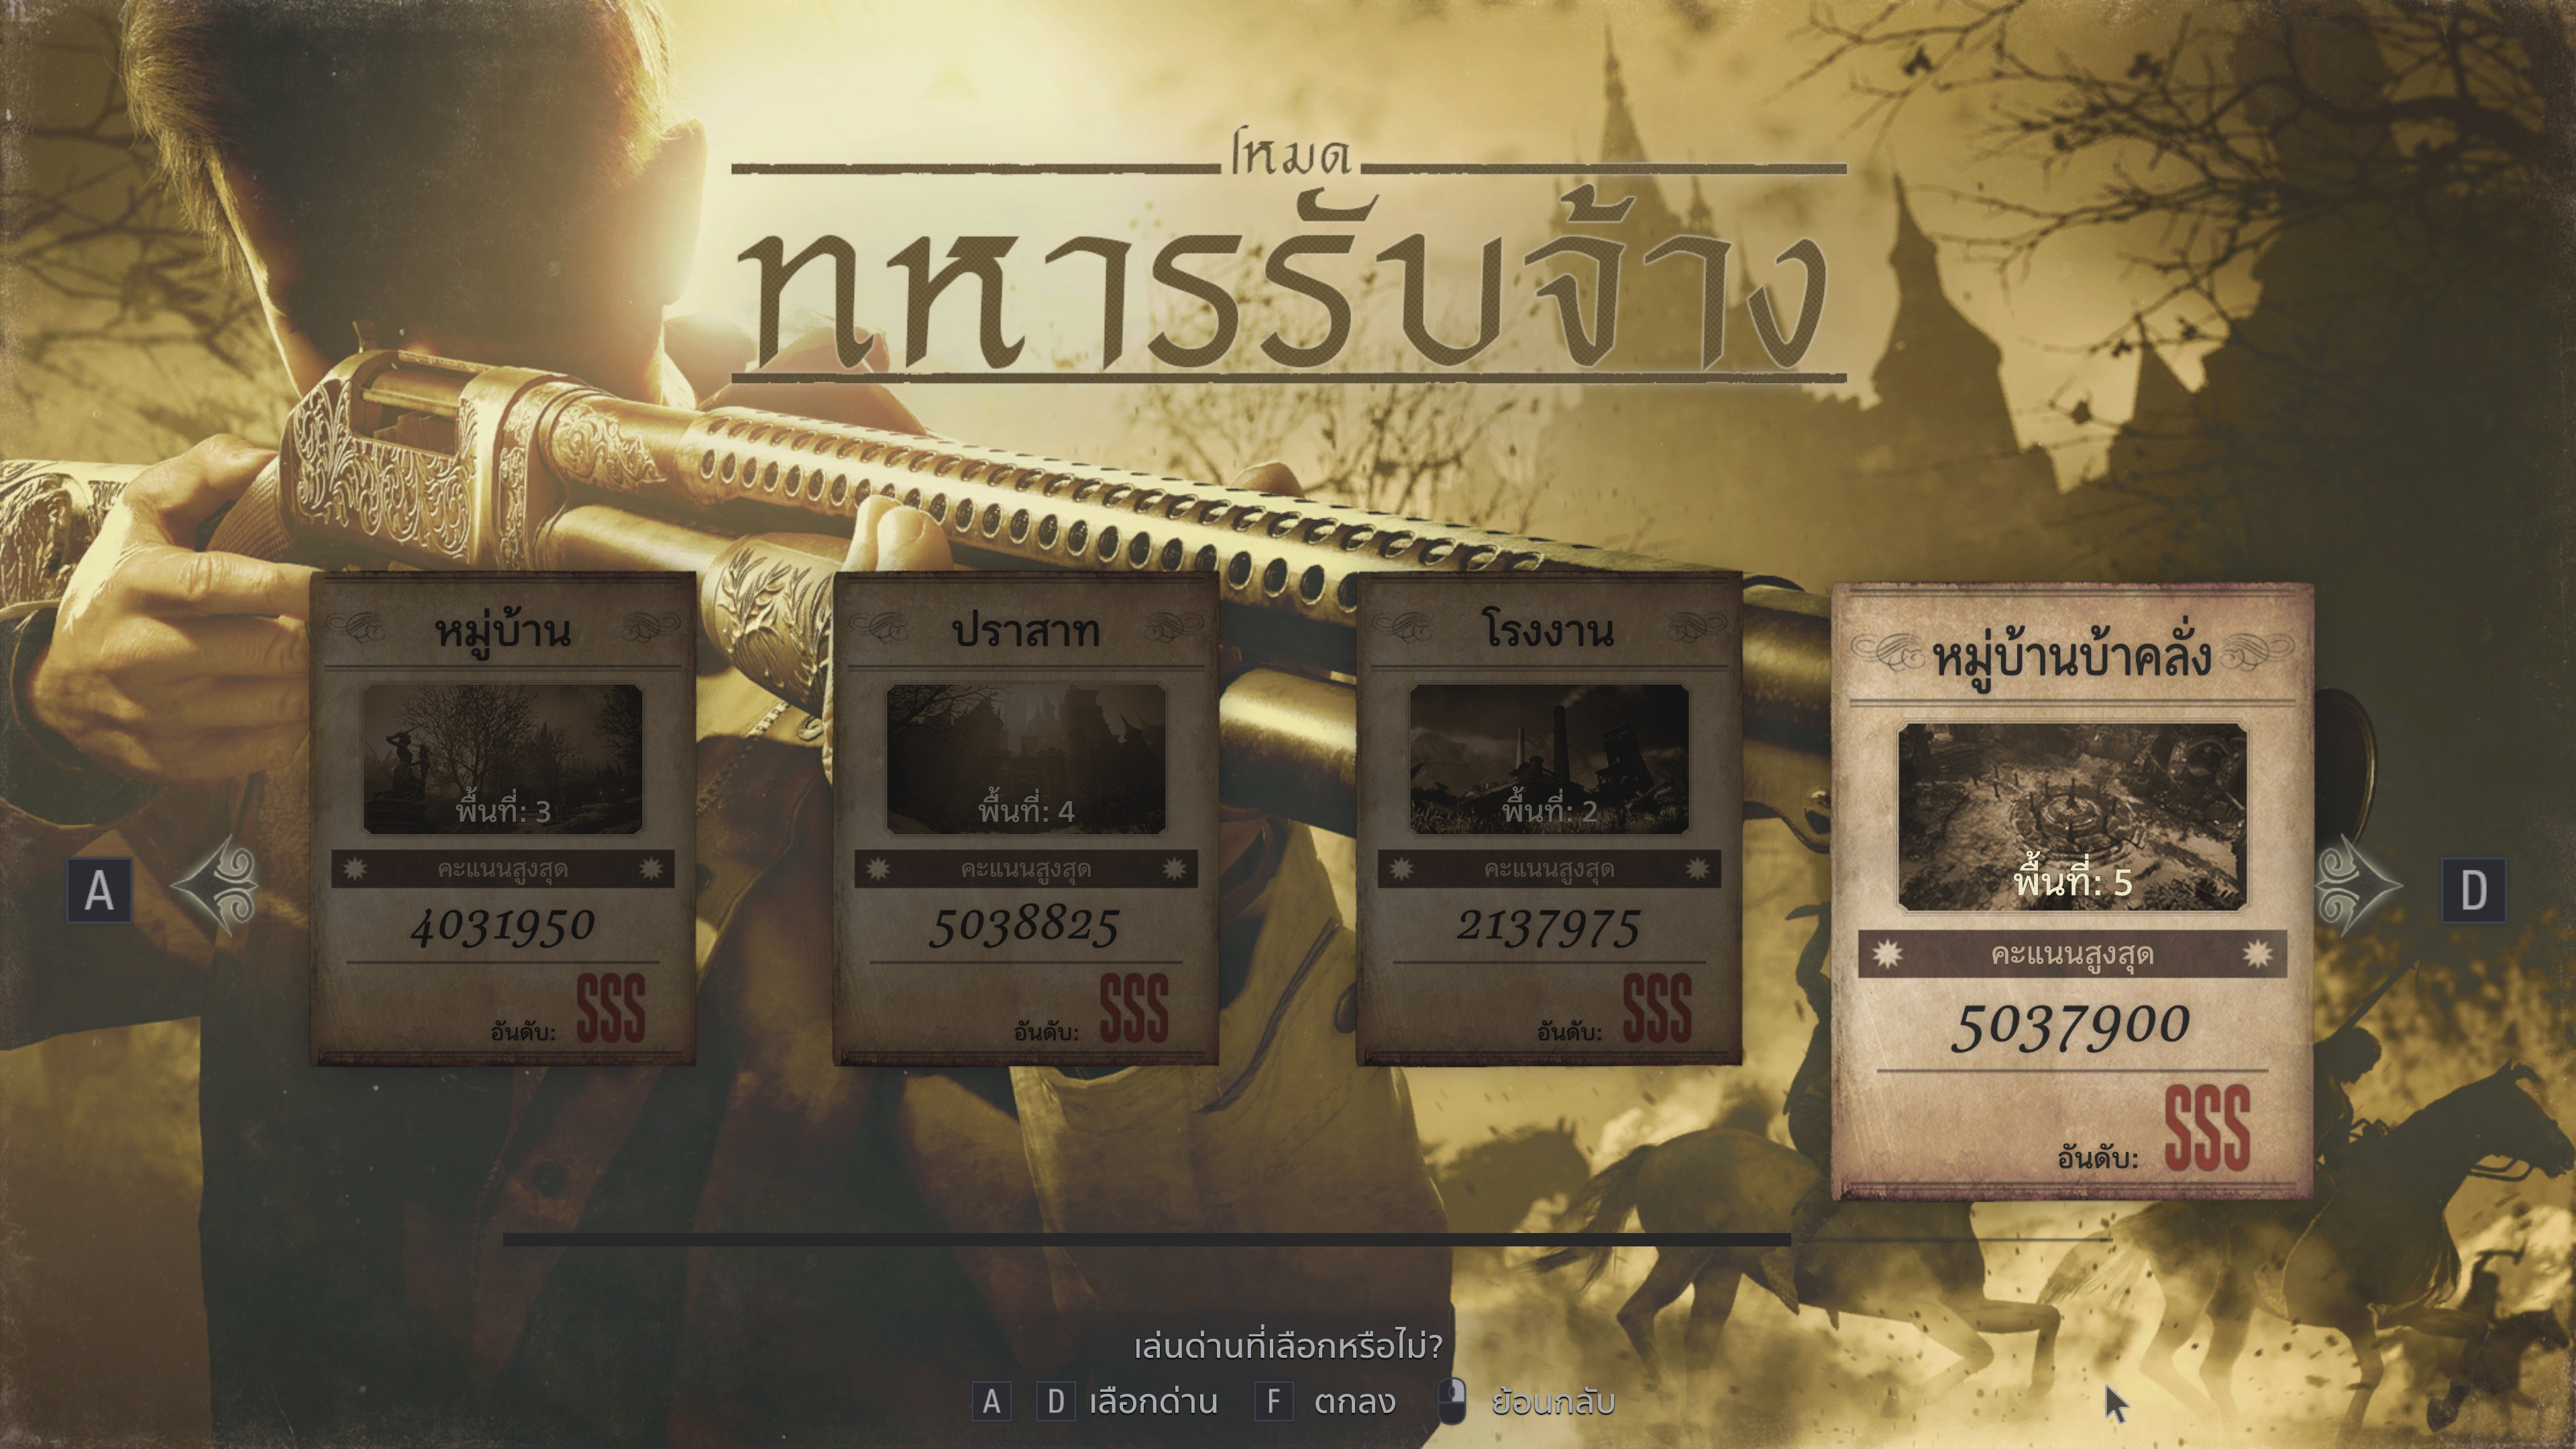 โหมด
ทหารรับจ้าง
หมู่บ้าน
พื้นที่: 3
คะแนนสูงสุด
4031950
อันดับ: SSS
ปราสาท
พื้นที่: 4
คะแนนสูงสุด
5038825
อันดับ: SSS
โรงงาน
พื้นที่: 2
คะแนนสูงสุด
2137975
อันดับ: SSS
หมู่บ้านบ้าคลั่ง
พื้นที่: 5
คะแนนสูงสุด
5037900
อันดับ: SSS
A
D
เล่นด่านที่เลือกหรือไม่?
A D เลือกด่าน F ตกลง ย้อนกลับ